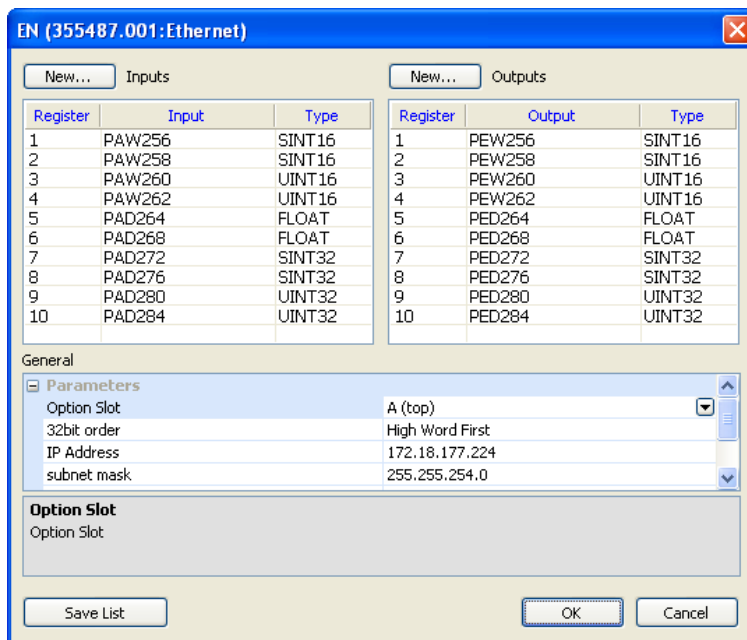 EN (355487.001:Ethernet)
New... Inputs New... Outputs
Register Input Type Register Output Type
1 PAW256 SINT16 1 PEW256 SINT16
2 PAW258 SINT16 2 PEW258 SINT16
3 PAW260 UINT16 3 PEW260 UINT16
4 PAW262 UINT16 4 PEW262 UINT16
5 PAD264 FLOAT 5 PED264 FLOAT
6 PAD268 FLOAT 6 PED268 FLOAT
7 PAD272 SINT32 7 PED272 SINT32
8 PAD276 SINT32 8 PED276 SINT32
9 PAD280 UINT32 9 PED280 UINT32
10 PAD284 UINT32 10 PED284 UINT32
General
Parameters
Option Slot A (top)
32bit order High Word First
IP Address 172.18.177.224
subnet mask 255.255.254.0
Option Slot
Option Slot
Save List OK Cancel